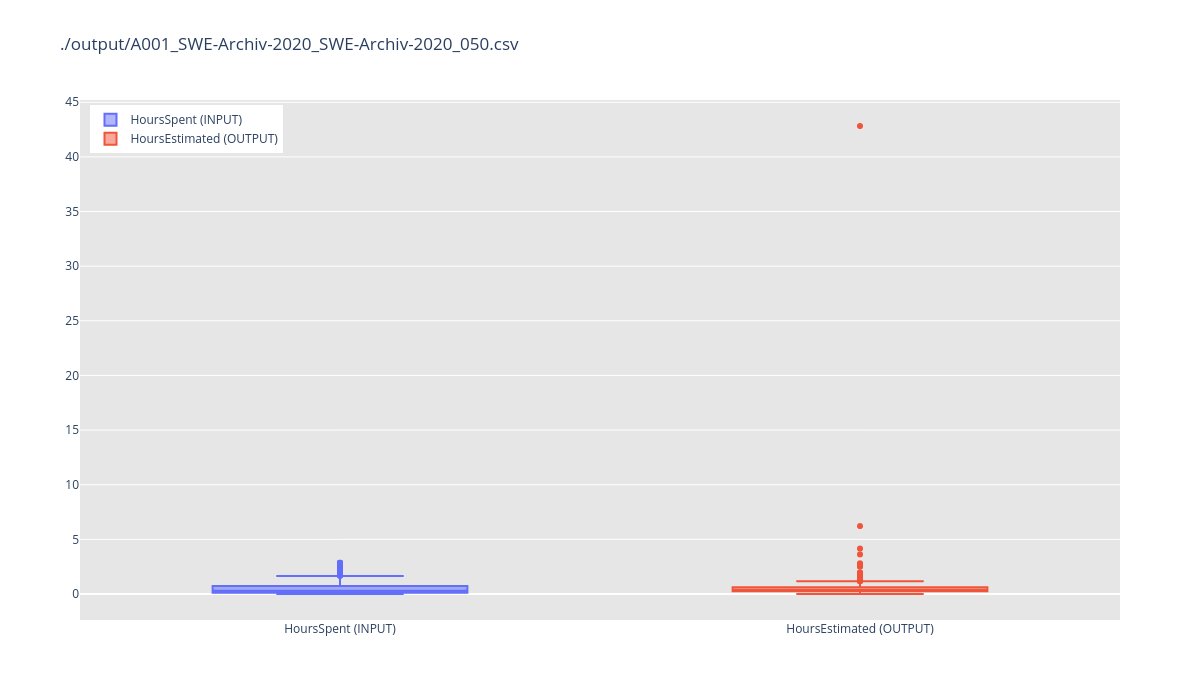 ./output/A001_SWE-Archiv-2020_SWE-Archiv-2020_050.csv
45
40
35
30
25
20
15
10
5
0
HoursSpent (INPUT)
HoursEstimated (OUTPUT)
HoursSpent (INPUT)
HoursEstimated (OUTPUT)